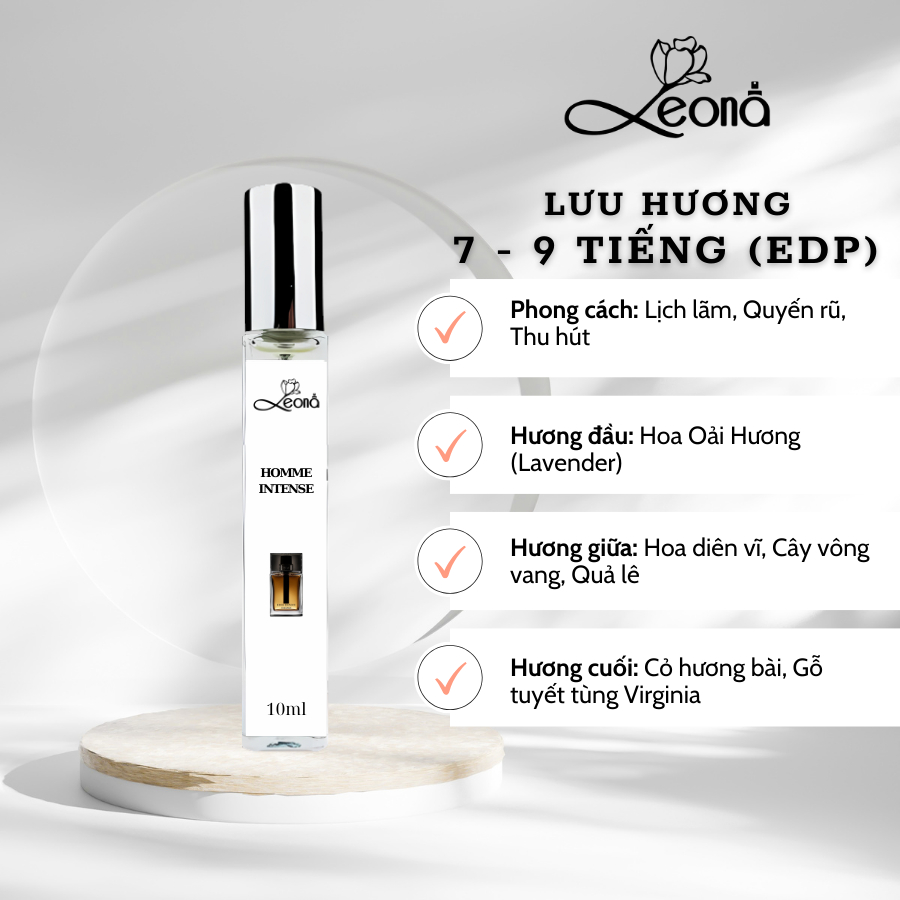 Leona
LƯU HƯƠNG
7 - 9 TIẾNG (EDP)
Phong cách: Lịch lãm, Quyến rũ,
Thu hút
Hương đầu: Hoa Oải Hương
(Lavender)
Hương giữa: Hoa diên vĩ, Cây vông
vang, Quả lê
Hương cuối: Cỏ hương bài, Gỗ
tuyết tùng Virginia
Leona
HOMME
INTENSE
10ml